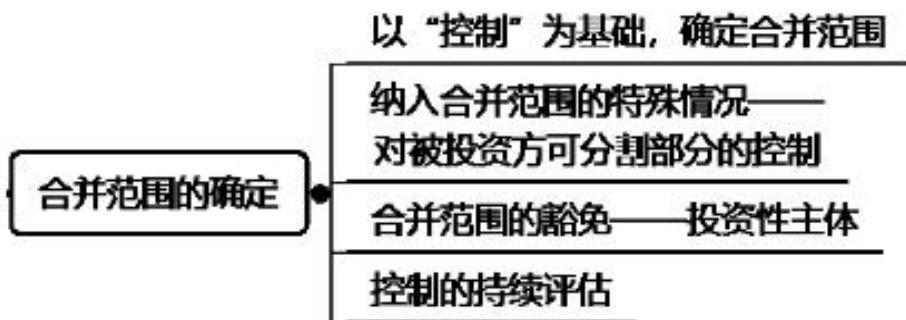 合并范围的确定
以“控制”为基础，确定合并范围
纳入合并范围的特殊情况——
对被投资方可分割部分的控制
合并范围的豁免——投资性主体
控制的持续评估